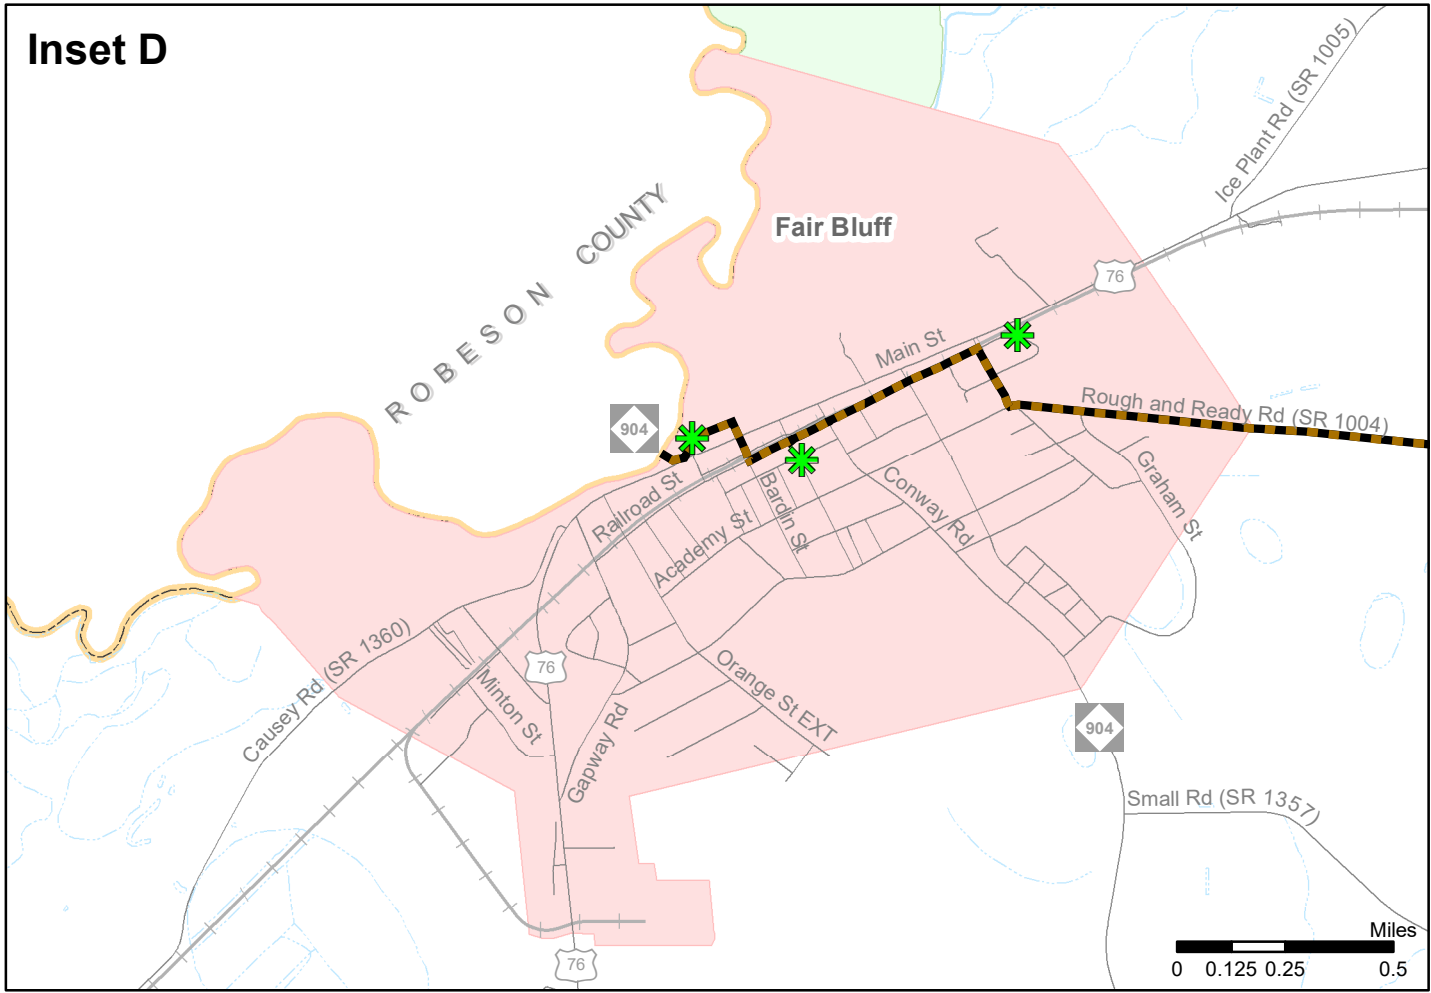 Inset D
Ice Plant Rd (SR 1005)
ROBESON COUNTY
Fair Bluff
76
Main St
904
Rough and Ready Rd (SR 1004)
Railroad St
Bardin St
Conway Rd
Graham St
Academy St
Causey Rd (SR 1360)
76
Minton St
Orange St EXT
Gapway Rd
904
Small Rd (SR 1357)
Miles
0 0.125 0.25 0.5
76